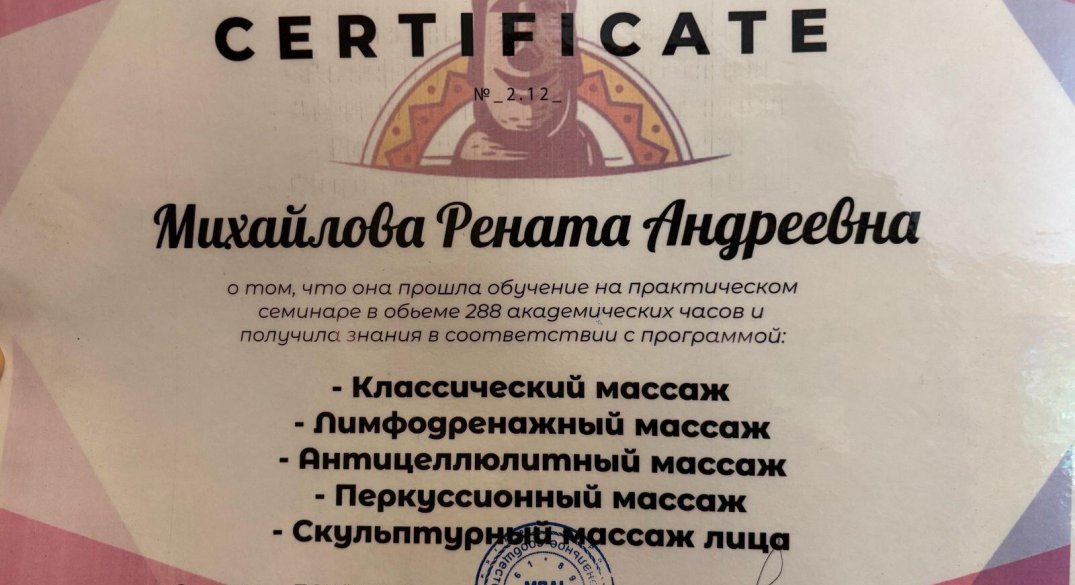 CERTIFICATE
№_2.12_
Михайлова Рената Андреевна
о том, что она прошла обучение на практическом
семинаре в обьеме 288 академических часов и
получила знания в соответствии с программой:
- Классический массаж
- Лимфодренажный массаж
- Антицеллюлитный массаж
- Перкуссионный массаж
- Скульптурный массаж лица